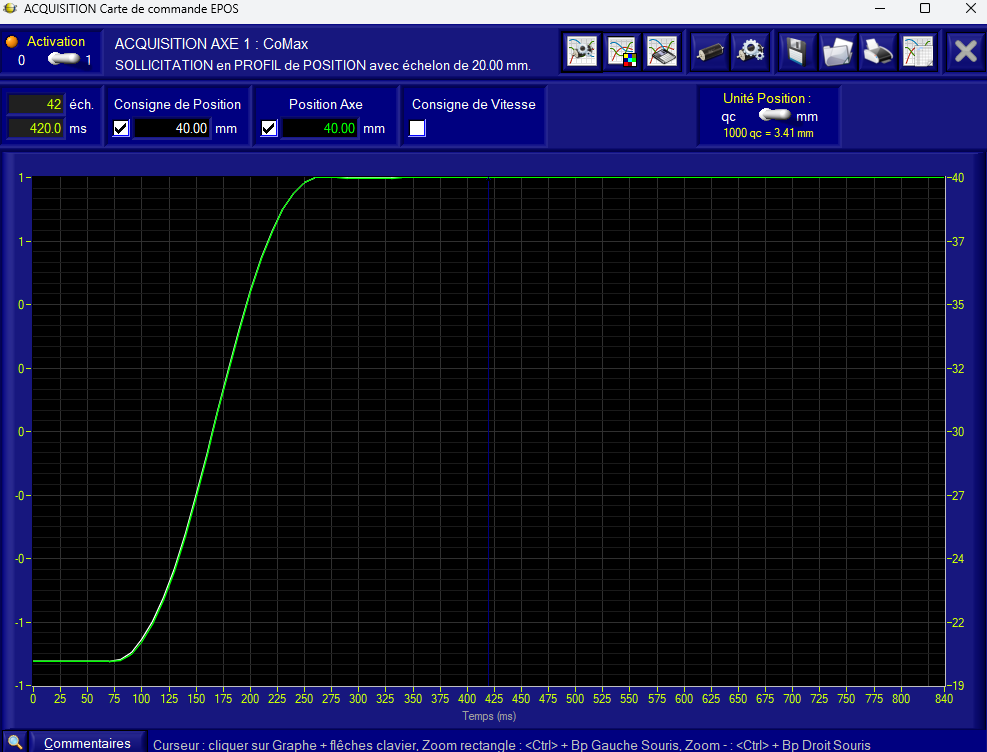 ACQUISITION Carte de commande EPOS
Activation
0 1
ACQUISITION AXE 1 : CoMax
SOLLICITATION en PROFIL de POSITION avec échelon de 20.00 mm.
42 éch.
420.0 ms
Consigne de Position
40.00 mm
Position Axe
40.00 mm
Consigne de Vitesse
Unité Position :
qc mm
1000 qc = 3.41 mm
1 40
1 37
0 35
0 32
0 30
-0 27
-0 24
-1 22
-1 19
0 25 50 75 100 125 150 175 200 225 250 275 300 325 350 375 400 425 450 475 500 525 550 575 600 625 650 675 700 725 750 775 800 840
Temps (ms)
Commentaires
Curseur : cliquer sur Graphe + flêches clavier, Zoom rectangle : <Ctrl> + Bp Gauche Souris, Zoom - : <Ctrl> + Bp Droit Souris